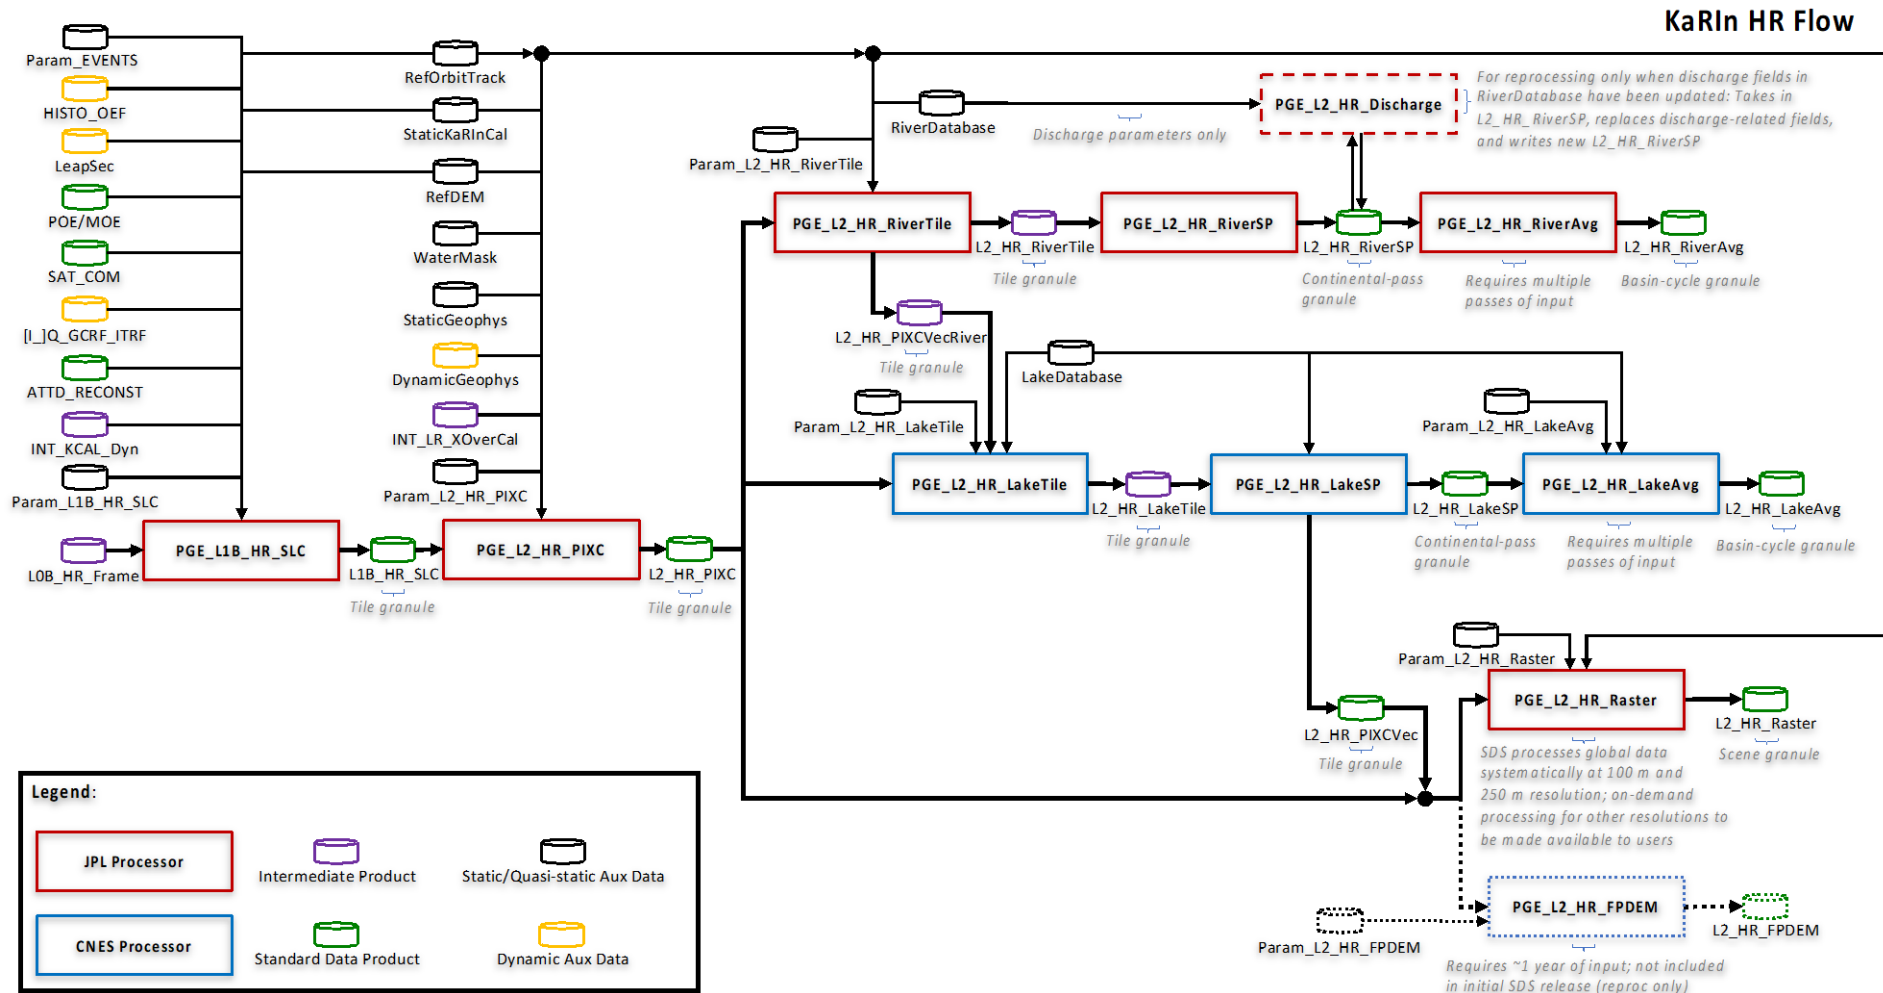 KaRIn HR Flow
Param_EVENTS
HISTO_OEF
LeapSec
POE/MOE
SAT_COM
[I_]Q_GCRF_ITRF
ATTD_RECONST
INT_KCAL_Dyn
Param_L1B_HR_SLC
L0B_HR_Frame
PGE_L1B_HR_SLC
L1B_HR_SLC
Tile granule
RefOrbitTrack
StaticKaRInCal
RefDEM
WaterMask
StaticGeophys
DynamicGeophys
INT_LR_XOverCal
Param_L2_HR_PIXC
PGE_L2_HR_PIXC
L2_HR_PIXC
Tile granule
RiverDatabase
Discharge parameters only
Param_L2_HR_RiverTile
PGE_L2_HR_Discharge
For reprocessing only when discharge fields in
RiverDatabase have been updated: Takes in
L2_HR_RiverSP, replaces discharge-related fields,
and writes new L2_HR_RiverSP
PGE_L2_HR_RiverTile
L2_HR_RiverTile
Tile granule
PGE_L2_HR_RiverSP
L2_HR_RiverSP
Continental-pass
granule
PGE_L2_HR_RiverAvg
Requires multiple
passes of input
L2_HR_RiverAvg
Basin-cycle granule
L2_HR_PIXCVecRiver
Tile granule
LakeDatabase
Param_L2_HR_LakeTile
Param_L2_HR_LakeAvg
PGE_L2_HR_LakeTile
L2_HR_LakeTile
Tile granule
PGE_L2_HR_LakeSP
L2_HR_LakeSP
Continental-pass
granule
PGE_L2_HR_LakeAvg
Requires multiple
passes of input
L2_HR_LakeAvg
Basin-cycle granule
Param_L2_HR_Raster
PGE_L2_HR_Raster
SDS processes global data
systematically at 100 m and
250 m resolution; on-demand
processing for other resolutions to
be made available to users
L2_HR_Raster
Scene granule
L2_HR_PIXCVec
Tile granule
Param_L2_HR_FPDEM
PGE_L2_HR_FPDEM
Requires ~1 year of input; not included
in initial SDS release (reproc only)
L2_HR_FPDEM
Legend:
JPL Processor
Intermediate Product
Static/Quasi-static Aux Data
CNES Processor
Standard Data Product
Dynamic Aux Data